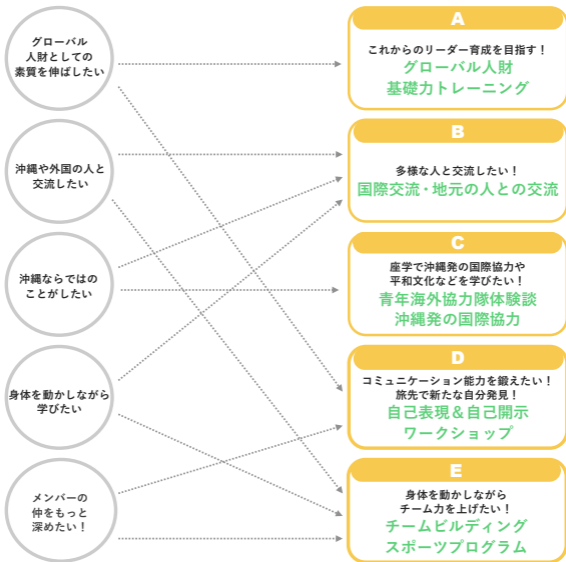 グローバル
人財としての
素質を伸ばしたい
沖縄や外国の人と
交流したい
沖縄ならではの
ことがしたい
身体を動かしながら
学びたい
メンバーの
仲をもっと
深めたい！
A
これからのリーダー育成を目指す！
グローバル人財
基礎力トレーニング
B
多様な人と交流したい！
国際交流・地元の人との交流
C
座学で沖縄発の国際協力や
平和文化などを学びたい！
青年海外協力隊体験談
沖縄発の国際協力
D
コミュニケーション能力を鍛えたい！
旅先で新たな自分発見！
自己表現＆自己開示
ワークショップ
E
身体を動かしながら
チーム力を上げたい！
チームビルディング
スポーツプログラム